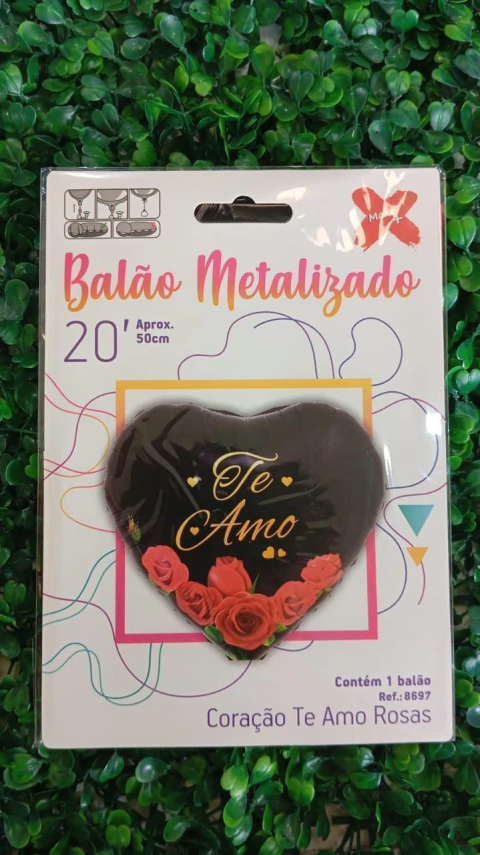 Balão Metalizado
20' Aprox.
50cm
Te
Amo
Contém 1 balão
Ref.: 8697
Coração Te Amo Rosas